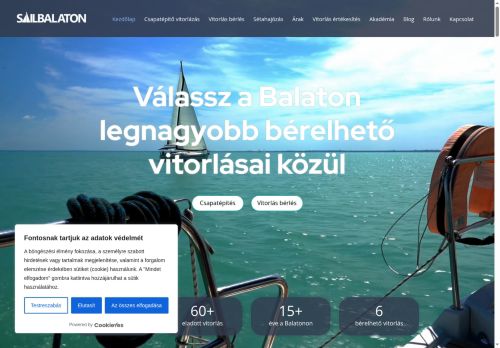 SAILBALATON
Kezdőlap Csapatépítő vitorlázás Vitorlás bérlés Sétahajózás Árak Vitorlás értékesítés Akadémia Blog Rólunk Kapcsolat
Válassz a Balaton
legnagyobb bérelhető
vitorlásai közül
Csapatépítés Vitorlás bérlés
Fontosnak tartjuk az adatok védelmét
A böngészési élmény fokozása, a személyre szabott
hirdetések vagy tartalmak megjelenítése, valamint a forgalom
elemzése érdekében sütiket (cookie) használunk. A "Mindet
elfogadom" gombra kattintva hozzájárulhat a sütik
használatához.
Testreszabás Elutasít Az összes elfogadása
Powered by CookieYes
60+
eladott vitorlás
15+
éve a Balatonon
6
bérelhető vitorlás